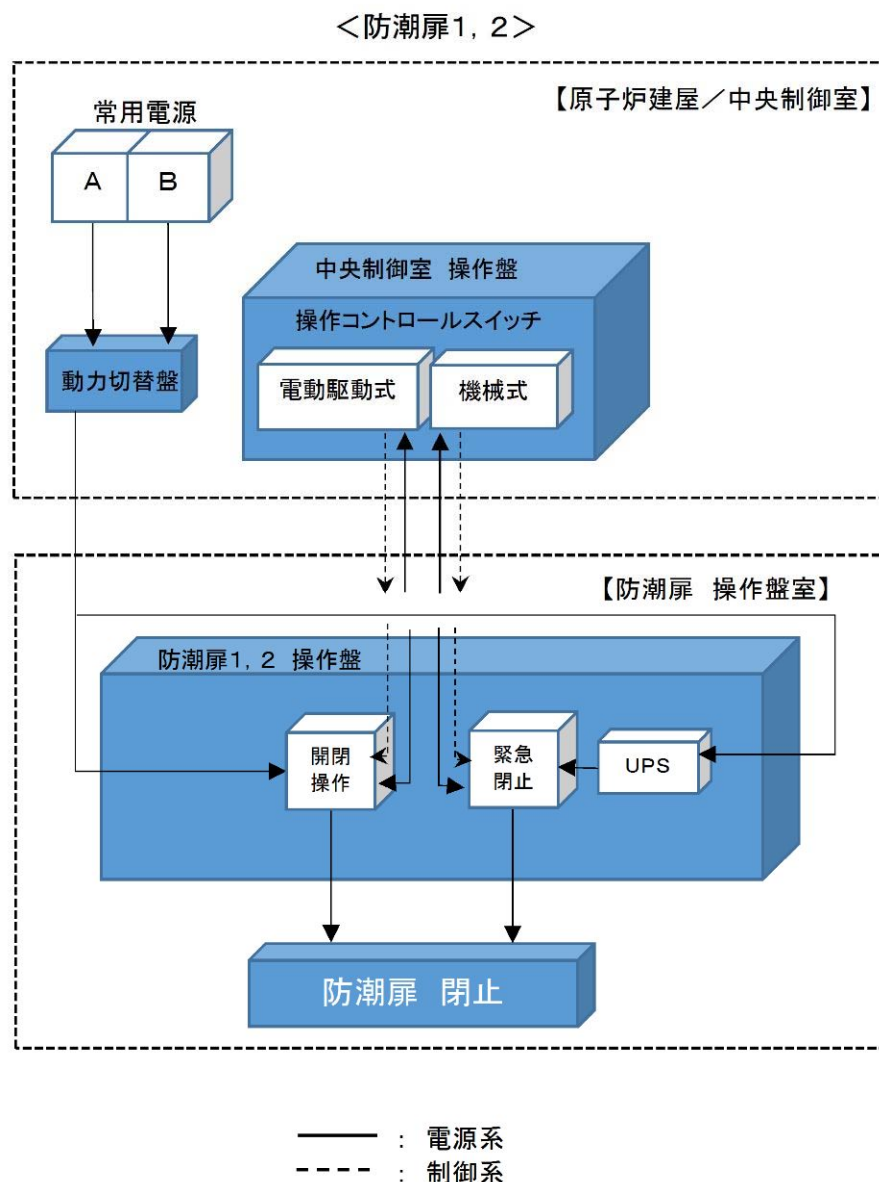 ＜防潮扉1，2＞
【原子炉建屋／中央制御室】
常用電源
A
B
動力切替盤
中央制御室 操作盤
操作コントロールスイッチ
電動駆動式
機械式
【防潮扉 操作盤室】
防潮扉1，2 操作盤
開閉
操作
緊急
閉止
UPS
防潮扉 閉止
： 電源系
： 制御系